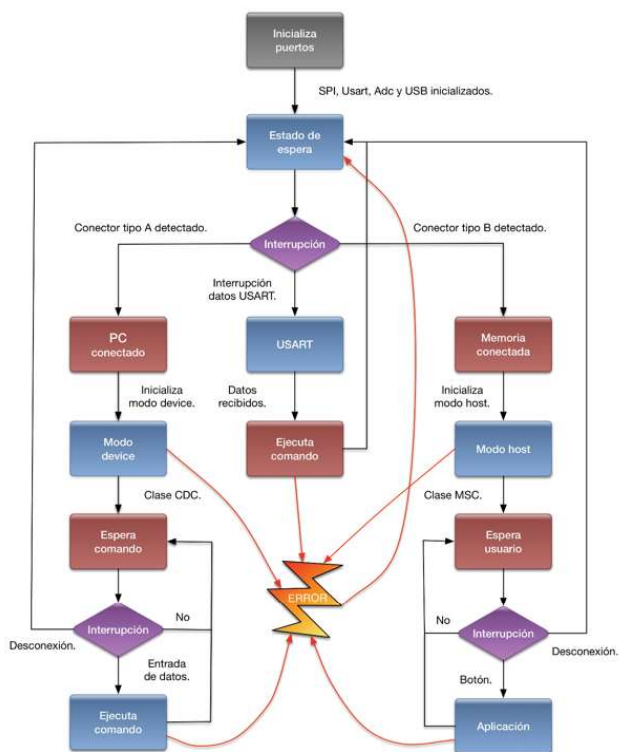 Inicializa
puertos
SPI, Usart, Adc y USB inicializados.
Estado de
espera
Conector tipo A detectado.
Interrupción
Conector tipo B detectado.
Interrupción
datos USART.
PC
conectado
USART
Memoria
conectada
Inicializa
modo device.
Datos
recibidos.
Inicializa
modo host.
Modo
device
Ejecuta
comando
Modo host
Clase CDC.
Clase MSC.
Espera
comando
Espera
usuario
ERROR
No
No
Interrupción
Interrupción
Desconexión.
Desconexión.
Entrada
de datos.
Botón.
Ejecuta
comando
Aplicación